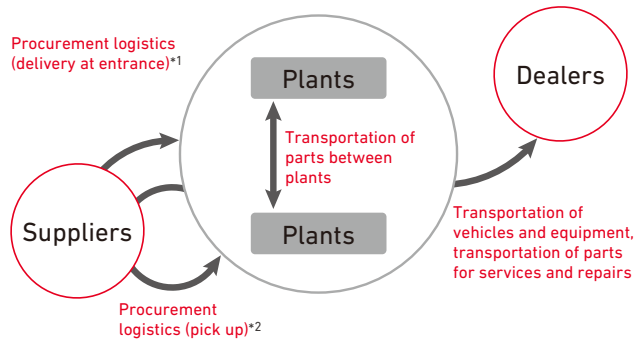 Procurement logistics
(delivery at entrance)*1
Plants
Dealers
Transportation of
parts between
plants
Suppliers
Plants
Transportation of
vehicles and equipment,
transportation of parts
for services and repairs
Procurement
logistics (pick up)*2